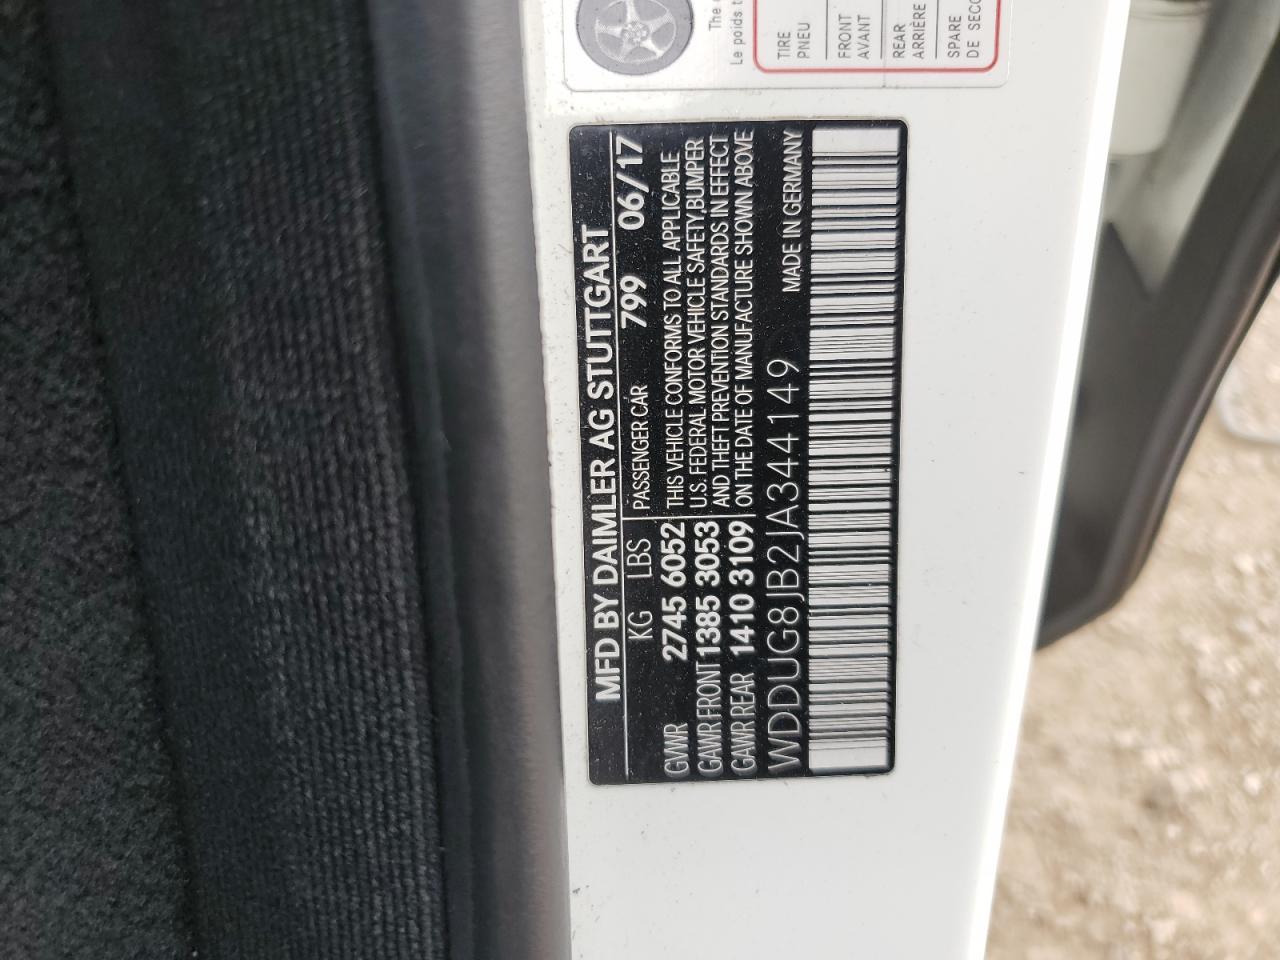 MFD BY DAIMLER AG STUTTGART
KG LBS PASSENGER CAR 799 06/17
GVWR 2745 6052 THIS VEHICLE CONFORMS TO ALL APPLICABLE
GAWR FRONT 1385 3053 U.S. FEDERAL MOTOR VEHICLE SAFETY,BUMPER
AND THEFT PREVENTION STANDARDS IN EFFECT
GAWR REAR 1410 3109 ON THE DATE OF MANUFACTURE SHOWN ABOVE
WDDUG8JB2JA344149 MADE IN GERMANY
The
Le poids
TIRE
PNEU
FRONT
AVANT
REAR
ARRIÈRE
SPARE
DE SECO